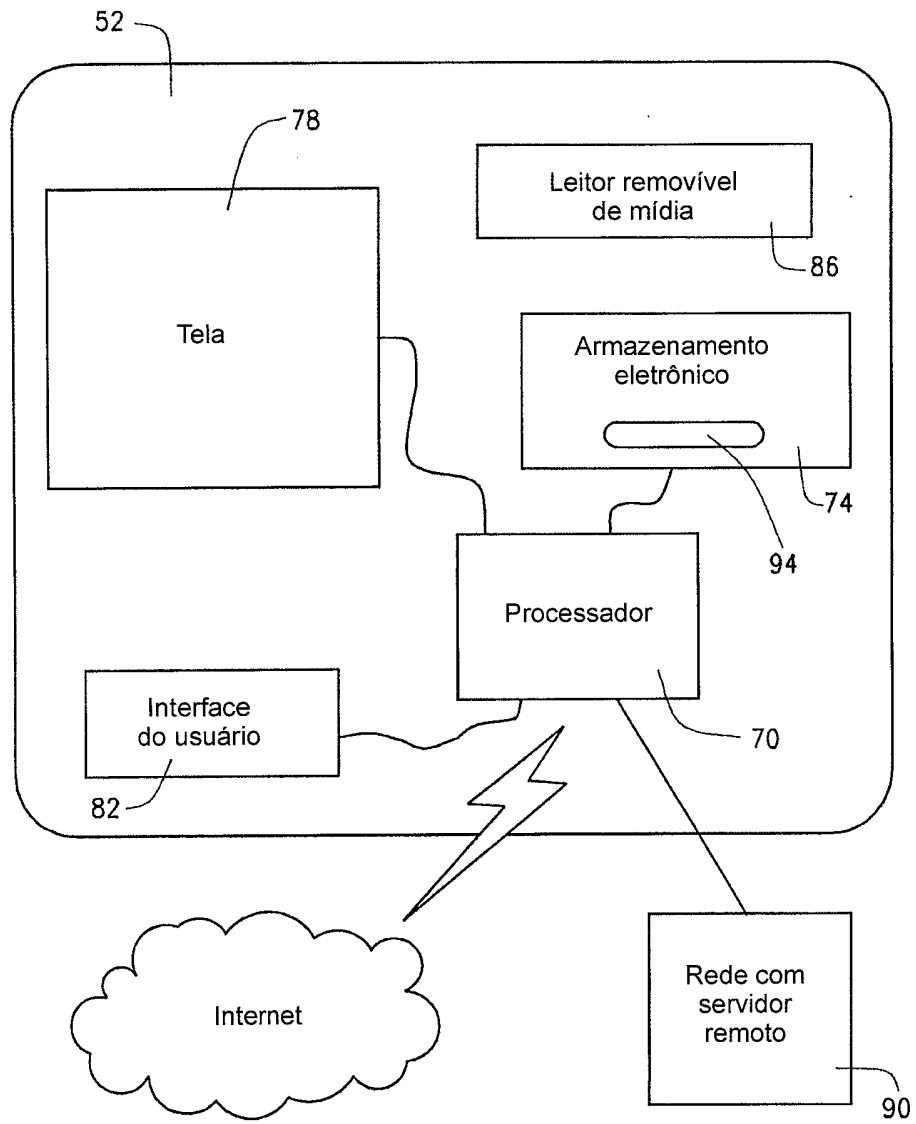 52
78
Leitor removível
de mídia
86
Tela
Armazenamento
eletrônico
74
94
Processador
70
Interface
do usuário
82
Internet
Rede com
servidor
remoto
90